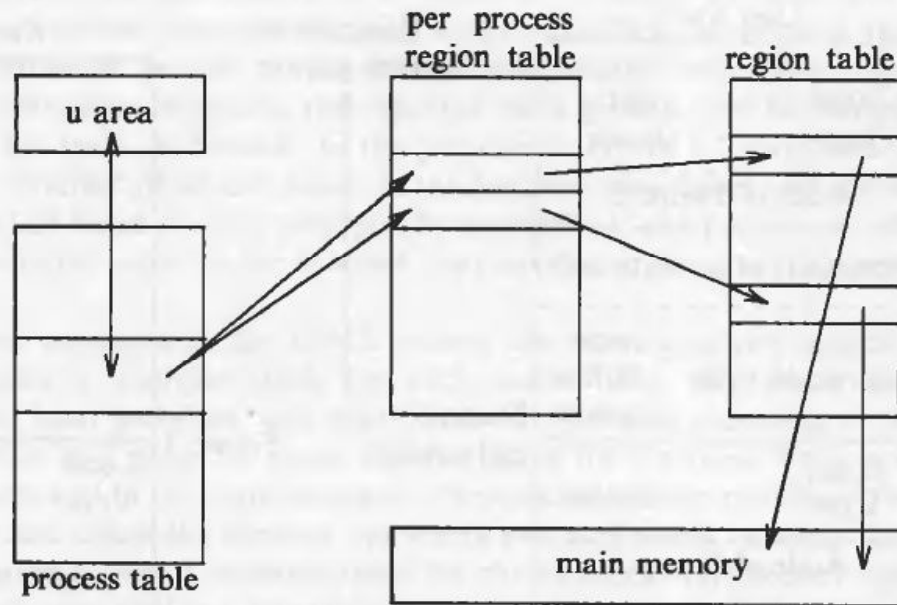 per process
region table
region table
u area
process table
main memory